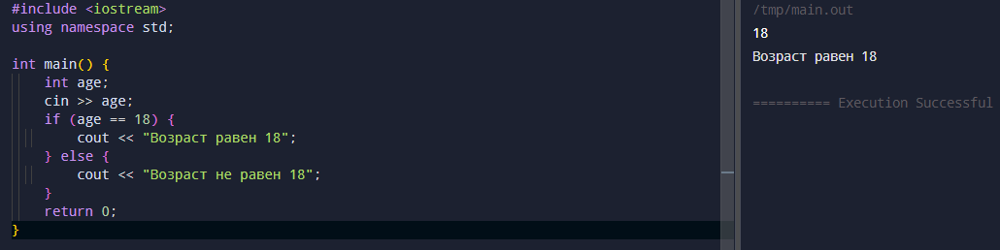 #include <iostream>
using namespace std;
int main() {
int age;
cin >> age;
if (age == 18) {
cout << "Возраст равен 18";
} else {
cout << "Возраст не равен 18";
}
return 0;
}
/tmp/main.out
18
Возраст равен 18
========== Execution Successful